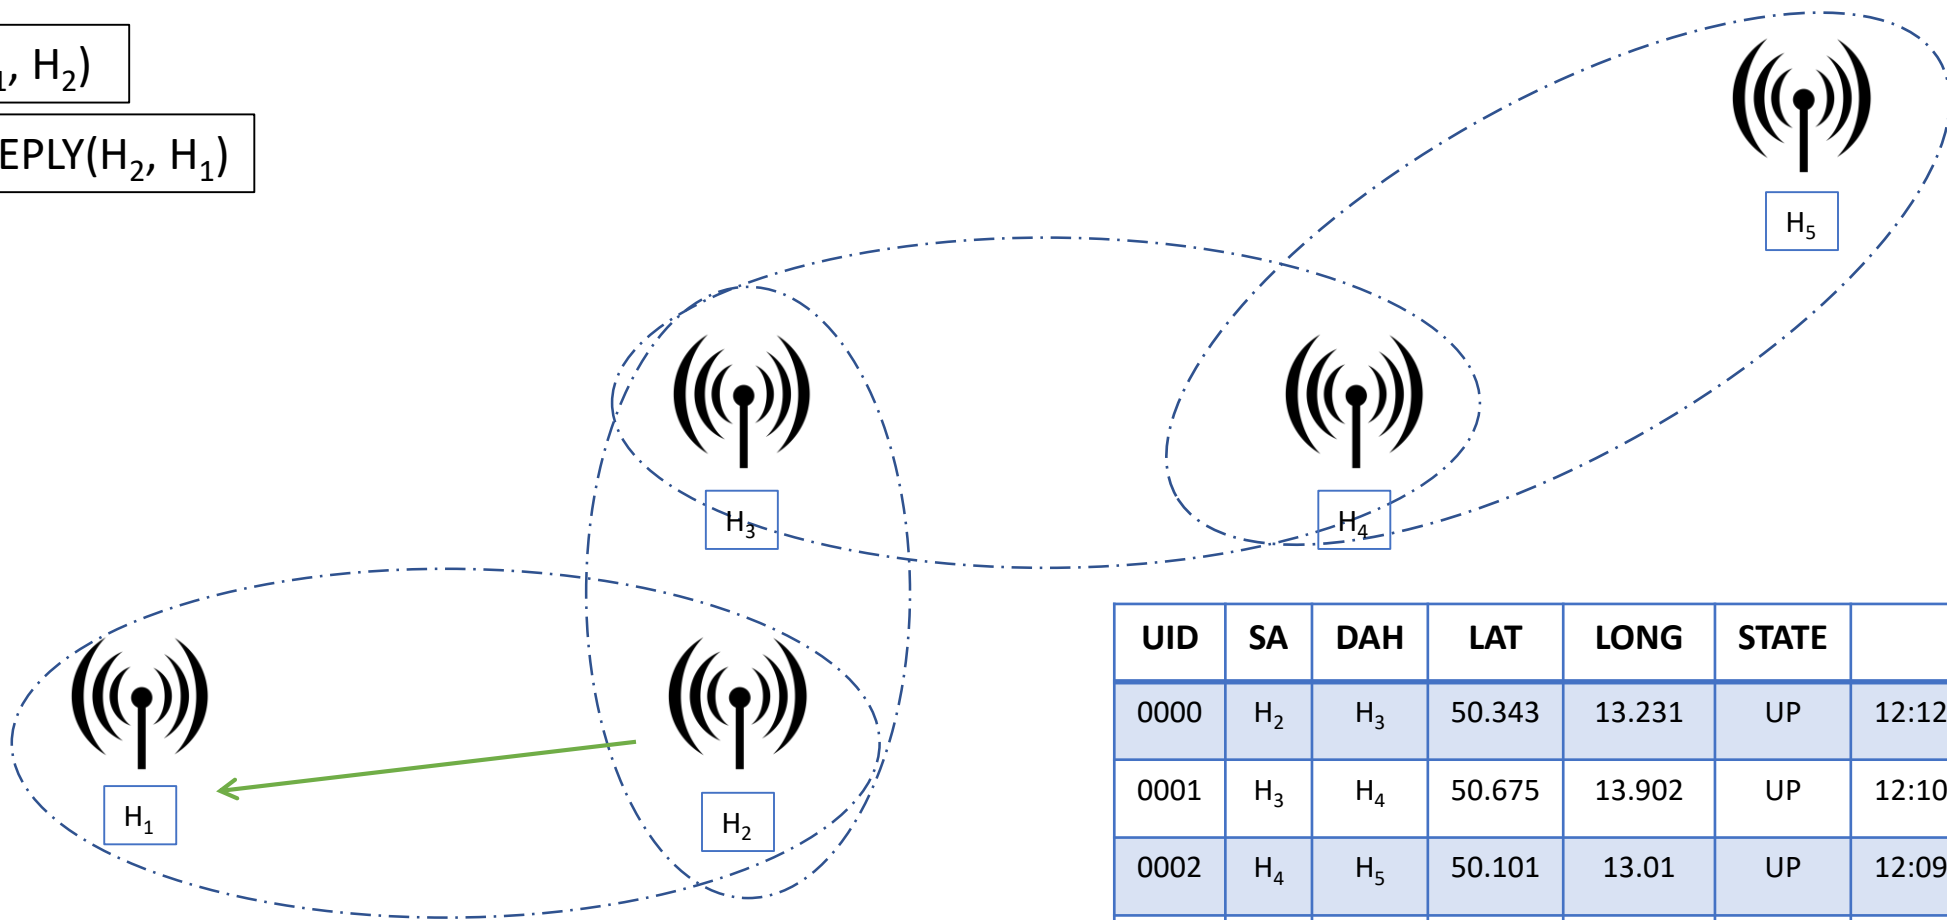 ₁, H₂)
EPLY(H₂, H₁)
H₅
H₃
H₄
H₁
H₂
UID SA DAH LAT LONG STATE
0000 H₂ H₃ 50.343 13.231 UP 12:12
0001 H₃ H₄ 50.675 13.902 UP 12:10
0002 H₄ H₅ 50.101 13.01 UP 12:09